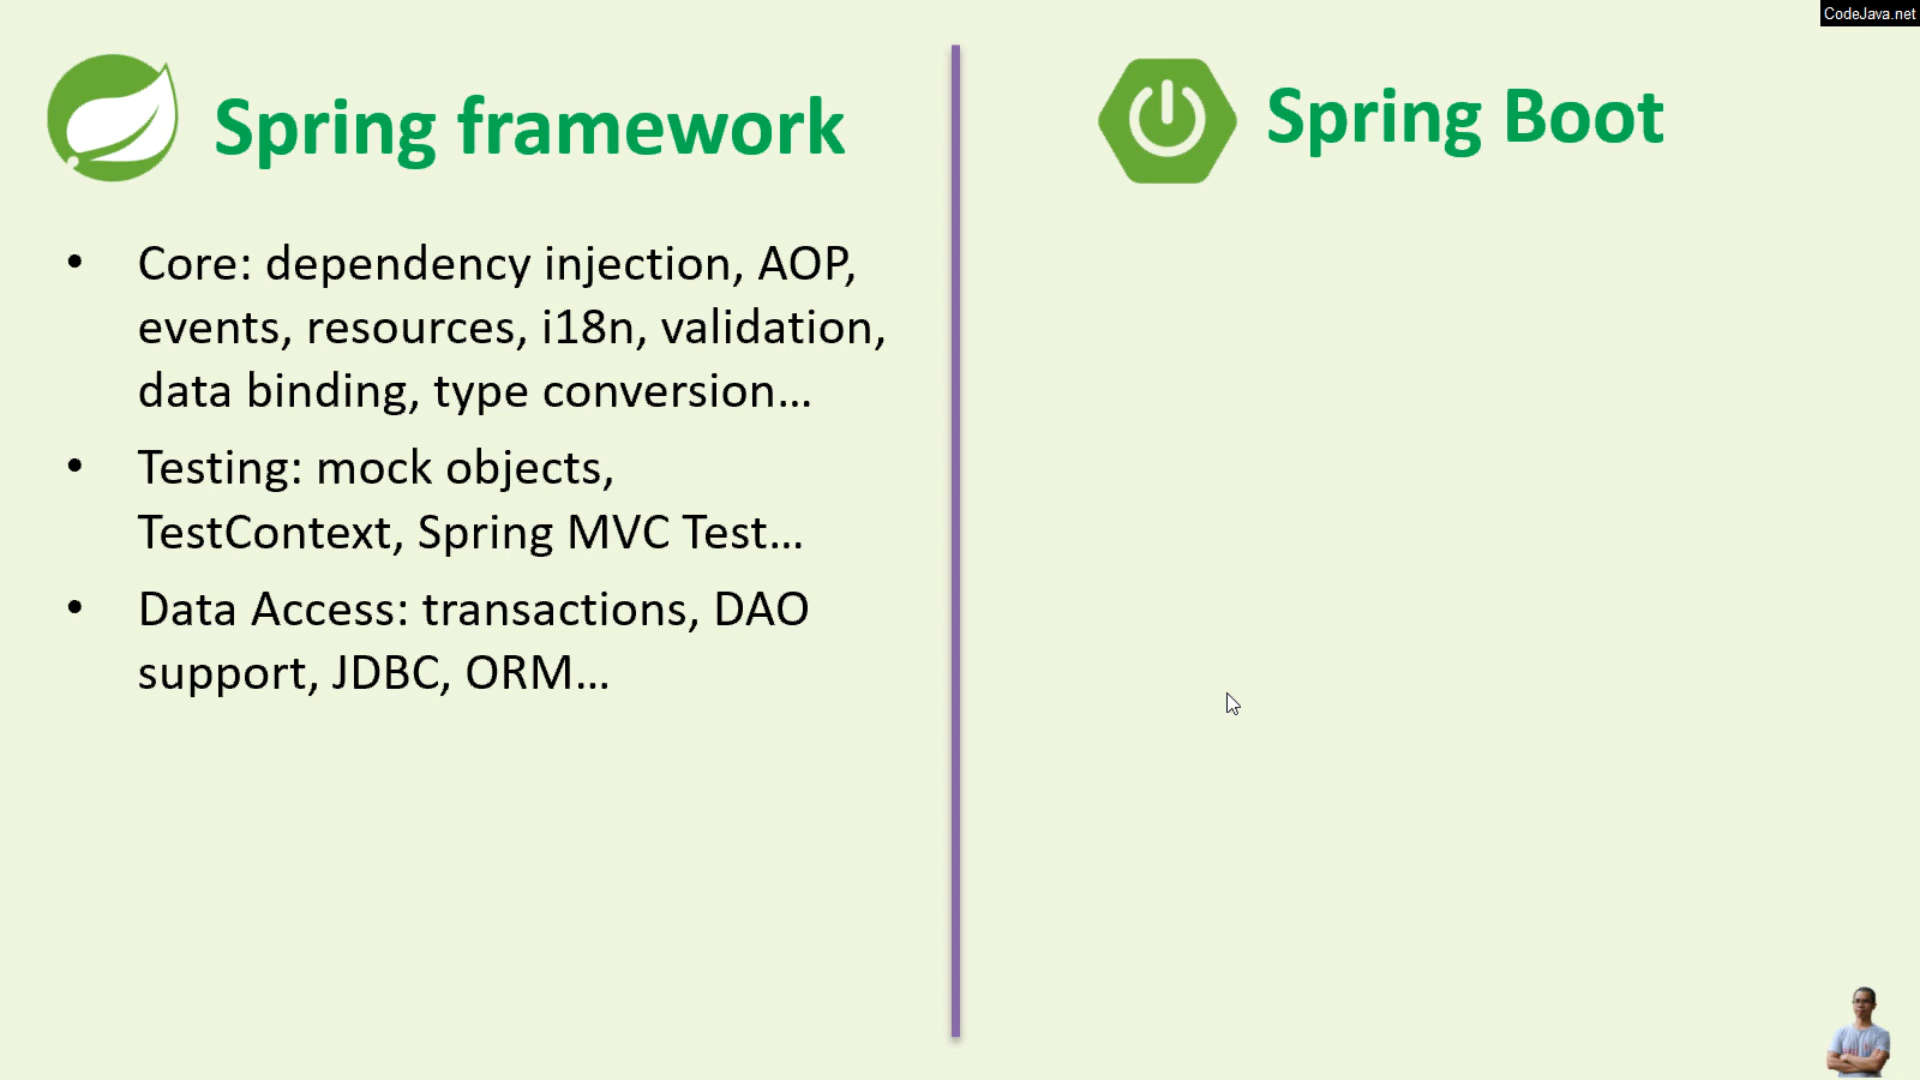 CodeJava.net
Spring framework
• Core: dependency injection, AOP,
events, resources, i18n, validation,
data binding, type conversion...
• Testing: mock objects,
TestContext, Spring MVC Test...
• Data Access: transactions, DAO
support, JDBC, ORM...
Spring Boot